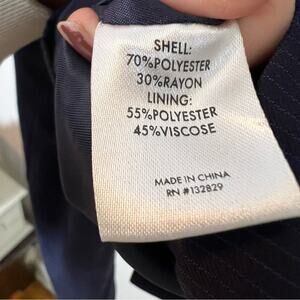 SHELL:
70%POLYESTER
30%RAYON
LINING:
55%POLYESTER
45%VISCOSE
MADE IN CHINA
RN #132829